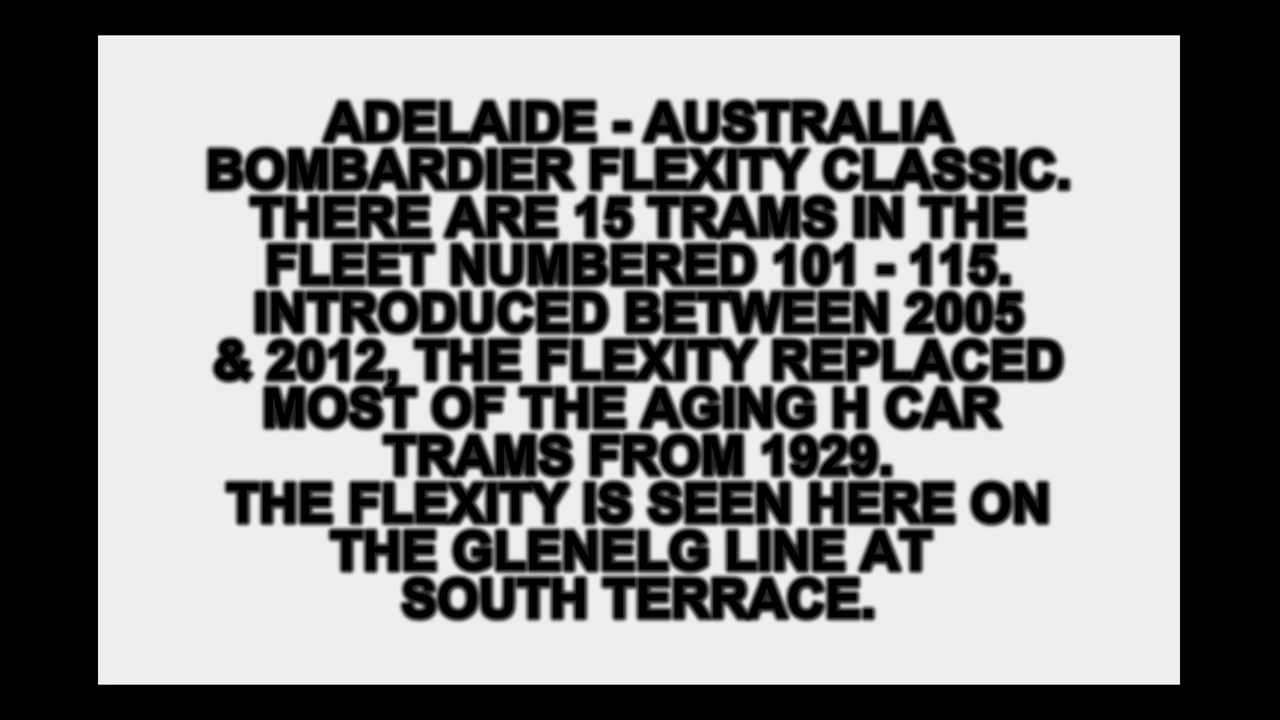 ADELAIDE - AUSTRALIA
BOMBARDIER FLEXITY CLASSIC.
THERE ARE 15 TRAMS IN THE
FLEET NUMBERED 101 - 115.
INTRODUCED BETWEEN 2005
& 2012, THE FLEXITY REPLACED
MOST OF THE AGING H CAR
TRAMS FROM 1929.
THE FLEXITY IS SEEN HERE ON
THE GLENELG LINE AT
SOUTH TERRACE.